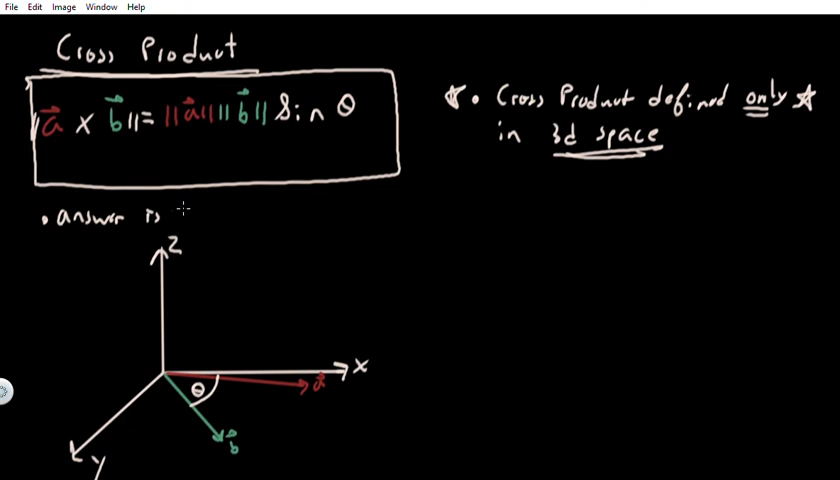 File Edit Image Window Help
Cross Product
||a⃗ x b⃗|| = ||a⃗|| ||b⃗|| Sin θ
• answer is
★ • Cross Product defined only ★
in 3d space
Z
X
a⃗
θ
b⃗
Y